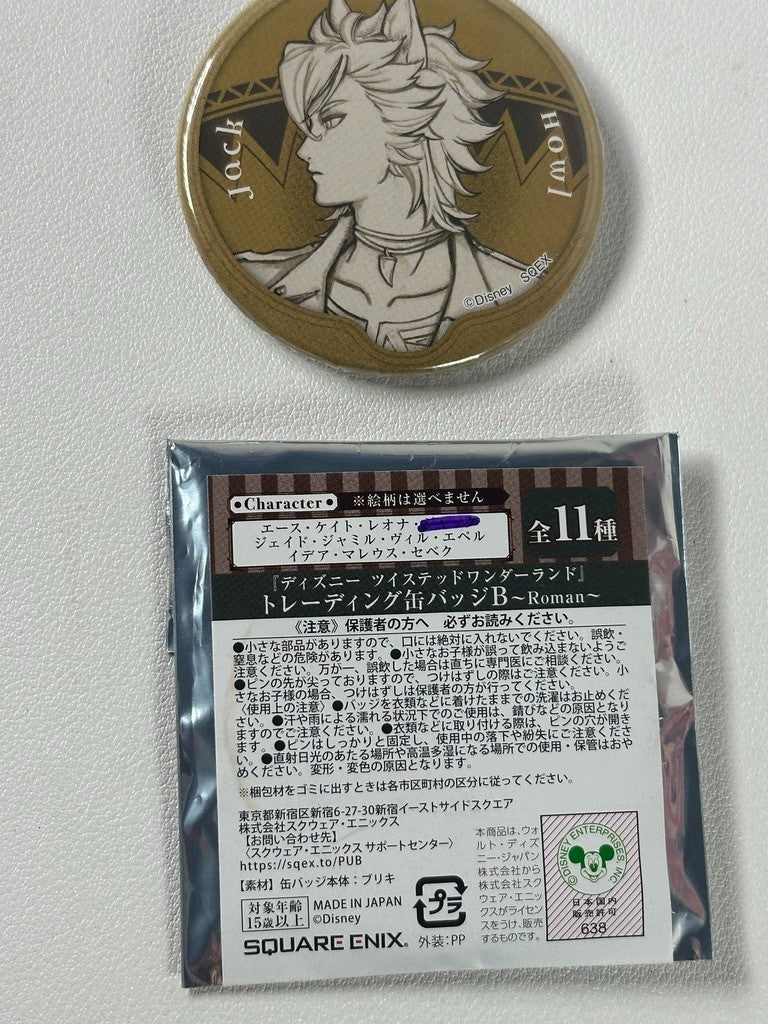 Jack
Howl
©Disney SQEX
Character
※絵柄は選べません
エース・ケイト・レオナ・
ジェイド・ジャミル・ヴィル・エペル
イデア・マレウス・セベク
全11種
『ディズニー ツイステッドワンダーランド』
トレーディング缶バッジB～Roman～
《注意》保護者の方へ 必ずお読みください。
●小さな部品がありますので、口には絶対に入れないでください。誤飲・
窒息などの危険があります。●小さなお子様が誤って飲み込まないようご
注意ください。万が一、誤飲した場合は直ちに専門医にご相談ください。
●ピンの先が尖っておりますので、つけはずしの際はご注意ください。小
さなお子様の場合、つけはずしは保護者の方が行ってください。
〈使用上の注意〉●バッジを衣類などに着けたままでの洗濯はお止めくだ
さい。●汗や雨による濡れる状況下でのご使用は、錆びなどの原因となり
ますのでご注意ください。●衣類などに取り付ける際は、ピンの穴が開き
ます。●ピンはしっかりと固定し、使用中の落下や紛失にご注意ください。
●直射日光のあたる場所や高温多湿になる場所での使用・保管はおや
めください。変形・変色の原因となります。
※梱包材をゴミに出すときは各市区町村の区分に従ってください。
東京都新宿区新宿6-27-30新宿イーストサイドスクエア
株式会社スクウェア・エニックス
【お問い合わせ先】
〈スクウェア・エニックス サポートセンター〉
https://sqex.to/PUB
【素材】缶バッジ本体：ブリキ
対象年齢
15歳以上
MADE IN JAPAN
©Disney
SQUARE ENIX®
プラ
外装：PP
本商品は、ウォ
ルト・ディズ
ニー・ジャパン
株式会社から
株式会社スク
ウェア・エニッ
クスがライセン
スをうけ、販売
するものです。
©DISNEY ENTERPRISES, INC.
日本国内
販売許可
638